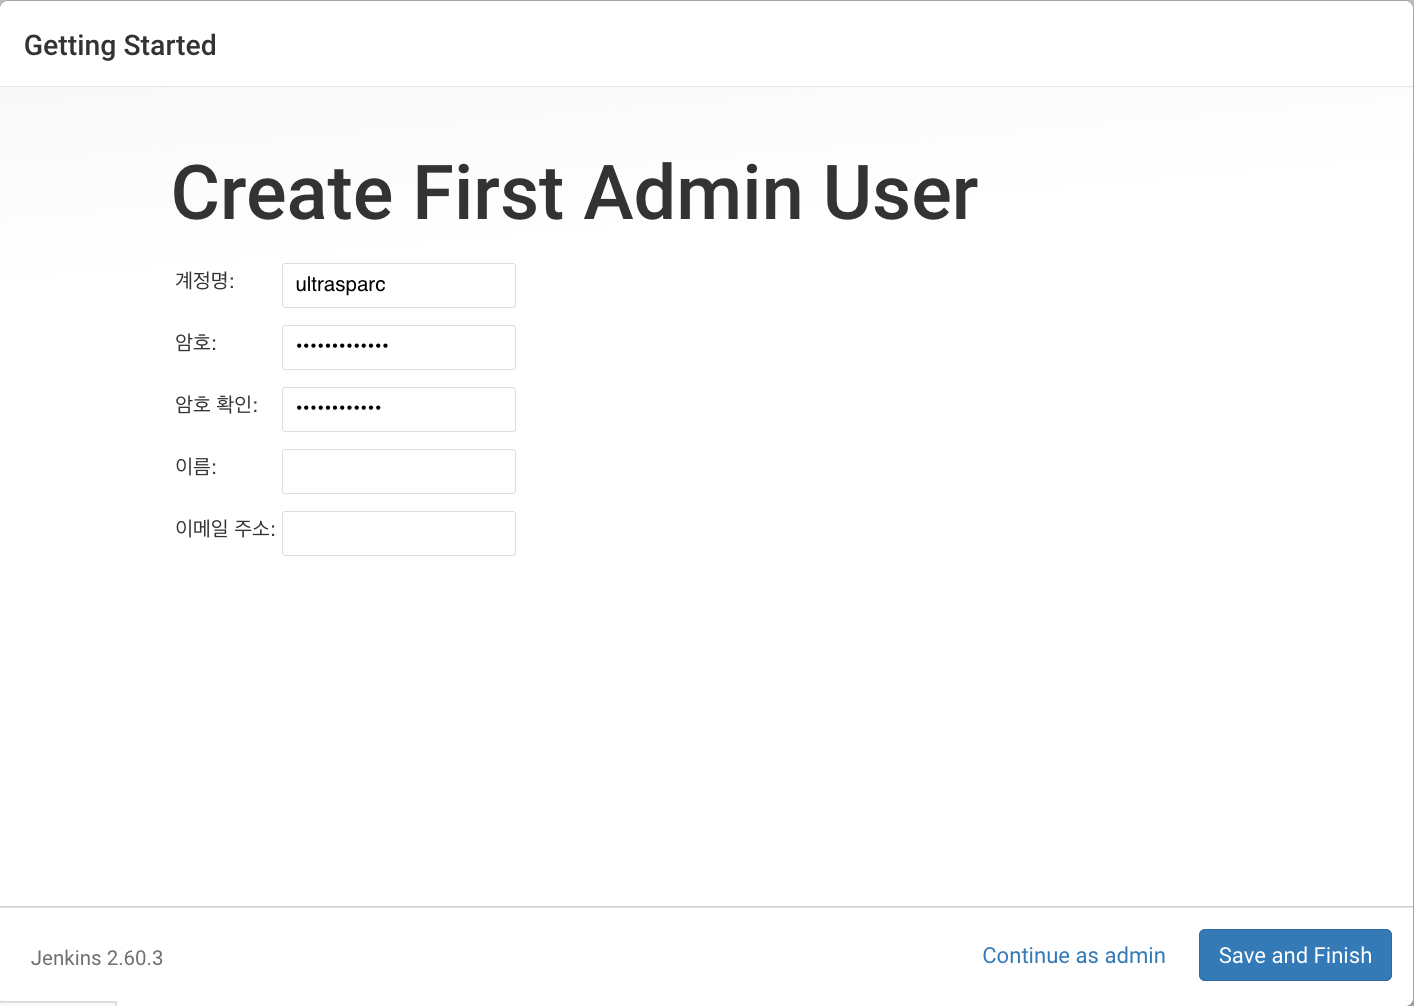 Getting Started
Create First Admin User
계정명: ultrasparc
암호: •••••••••••••
암호 확인: ••••••••••••
이름:
이메일 주소:
Jenkins 2.60.3 Continue as admin Save and Finish